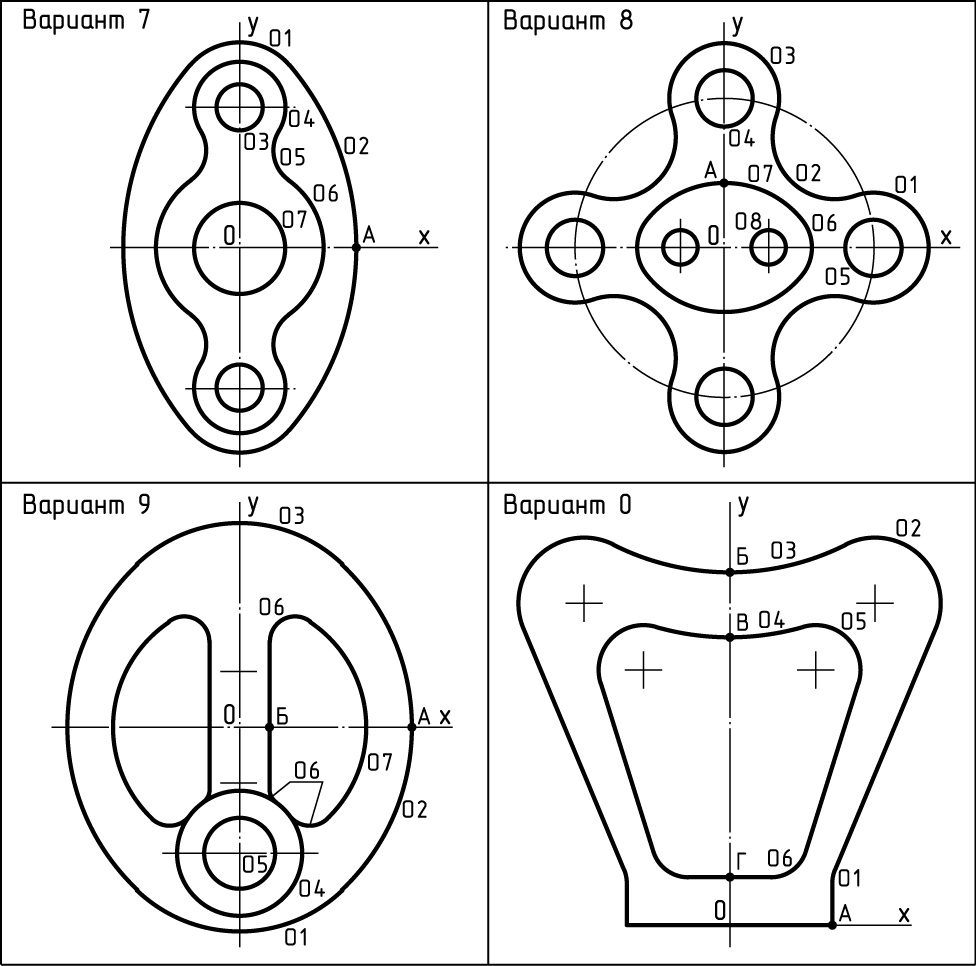 Вариант 7
y
O1
O4
O3
O2
O5
O6
O7
O
A
x
Вариант 8
y
O3
O4
A
O7
O2
O1
O8
O
O6
x
O5
Вариант 9
y
O3
O6
O
Б
A
x
O6
O7
O2
O5
O4
O1
Вариант 0
y
O2
Б
O3
B
O4
O5
Г
O6
O1
O
A
x